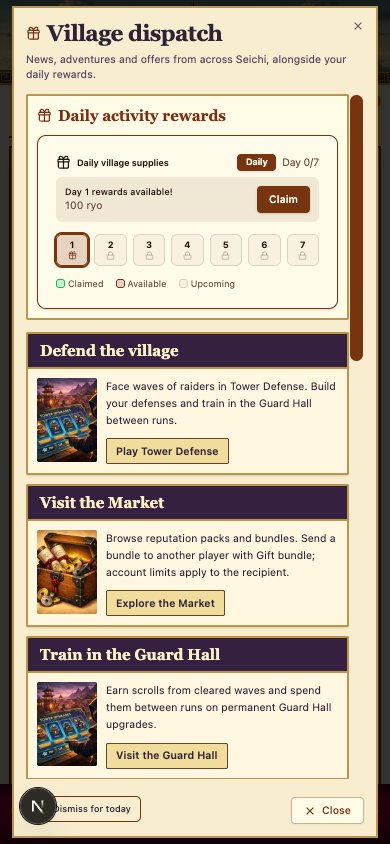 Village dispatch
News, adventures and offers from across Seichi, alongside your
daily rewards.
Daily activity rewards
Daily village supplies
Daily
Day 0/7
Day 1 rewards available!
100 ryo
Claim
1
2
3
4
5
6
7
Claimed
Available
Upcoming
Defend the village
Face waves of raiders in Tower Defense. Build
your defenses and train in the Guard Hall
between runs.
Play Tower Defense
Visit the Market
Browse reputation packs and bundles. Send a
bundle to another player with Gift bundle;
account limits apply to the recipient.
Explore the Market
Train in the Guard Hall
Earn scrolls from cleared waves and spend
them between runs on permanent Guard Hall
upgrades.
Visit the Guard Hall
N
ismiss for today
Close